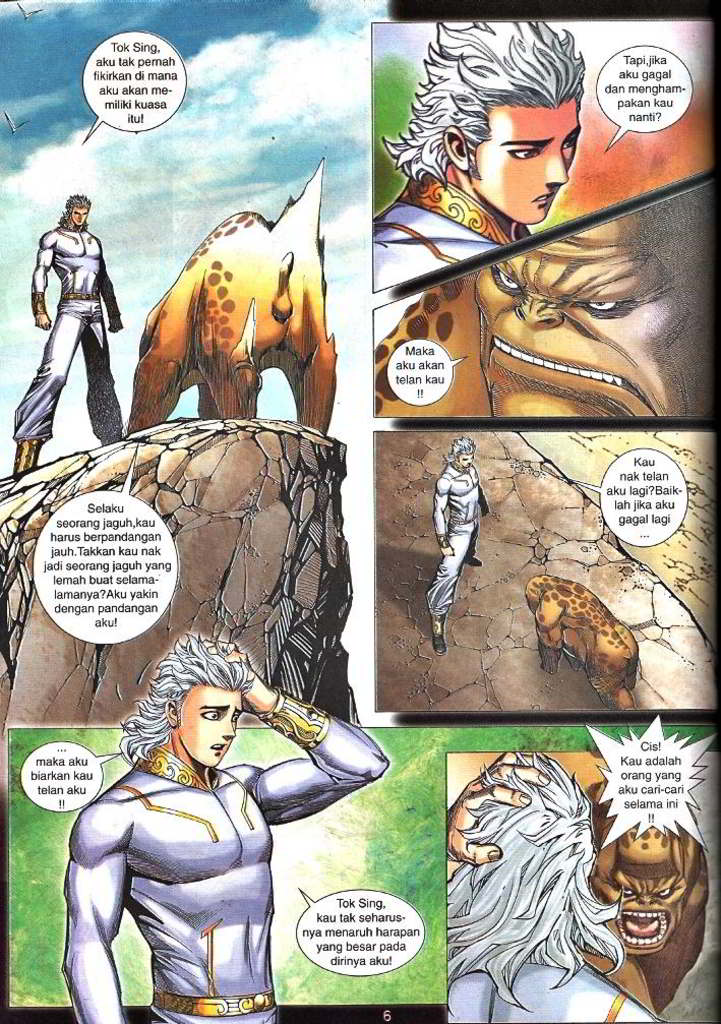 Tok Sing,
aku tak pernah
fikirkan di mana
aku akan me-
miliki kuasa
itu!
Selaku
seorang jaguh,kau
harus berpandangan
jauh.Takkan kau nak
jadi seorang jaguh yang
lemah buat selama-
lamanya?Aku yakin
dengan pandangan
aku!
Tapi,jika
aku gagal
dan mengham-
pakan kau
nanti?
Maka
aku akan
telan kau
!!
Kau
nak telan
aku lagi?Baik-
lah jika aku
gagal lagi
...
...
maka aku
biarkan kau
telan aku
!!
Tok Sing,
kau tak seharus-
nya menaruh harapan
yang besar pada
dirinya aku!
Cis!
Kau adalah
orang yang
aku cari-cari
selama ini
!!
6